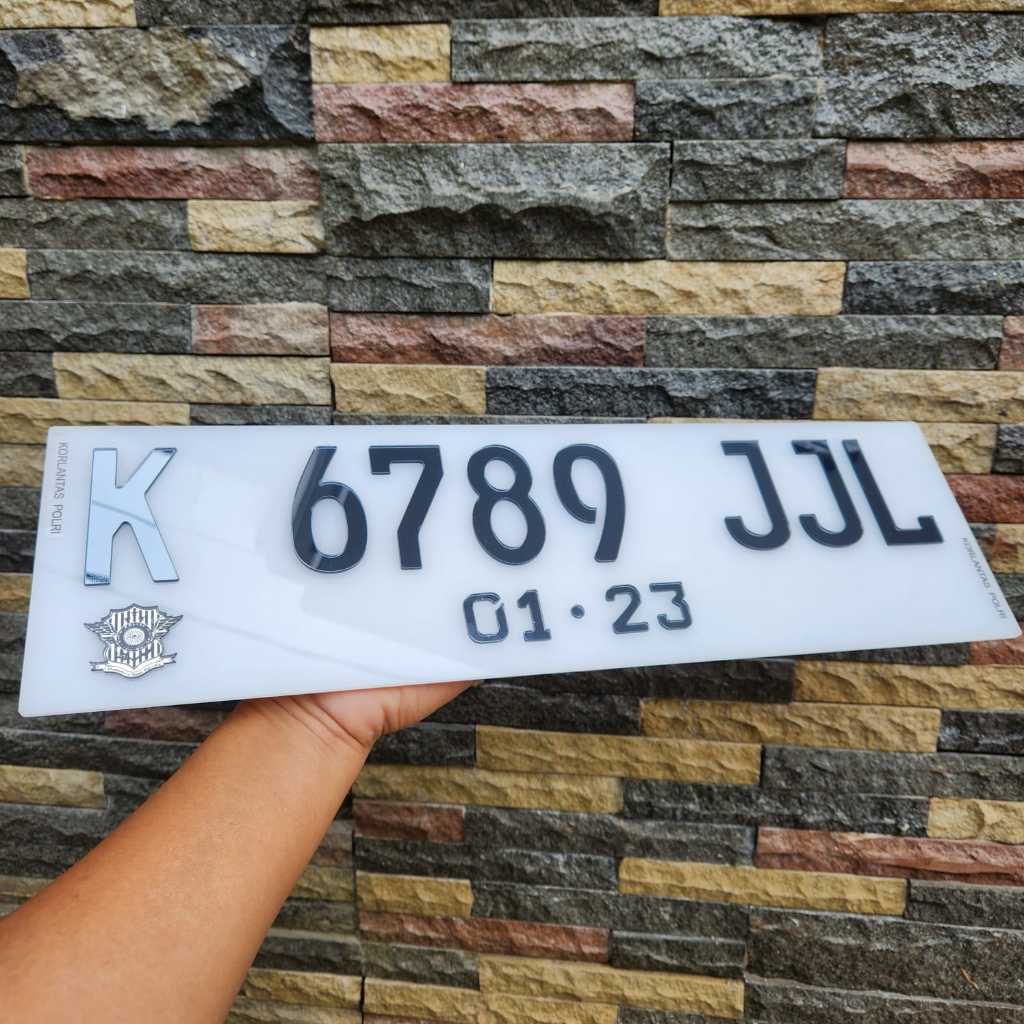 KORLANTAS POLRI
K 6789 JJL
01·23
KORLANTAS POLRI